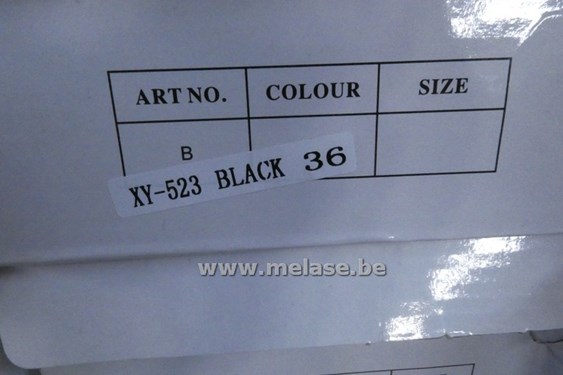 ART NO. COLOUR SIZE
B
XY-523 BLACK 36
www.melase.be